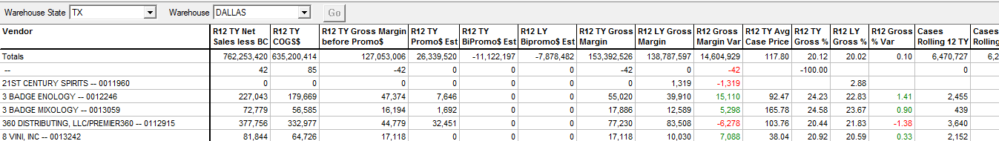 Warehouse State TX Warehouse DALLAS Go
Vendor R12 TY Net Sales less BC R12 TY COGS$ R12 TY Gross Margin before Promo$ R12 TY Promo$ Est R12 TY BiPromo$ Est R12 LY Bipromo$ Est R12 TY Gross Margin R12 LY Gross Margin R12 Gross Margin Var R12 TY Avg Case Price R12 TY Gross % R12 LY Gross % R12 Gross % Var Cases Rolling 12 TY Cases Rolling
Totals 762,253,420 635,200,414 127,053,006 26,339,520 -11,122,197 -7,878,482 153,392,526 138,787,597 14,604,929 117.80 20.12 20.02 0.10 6,470,727 6,2
-- 42 85 -42 0 0 0 -42 0 -42 -100.00 0
21ST CENTURY SPIRITS -- 0011960 0 0 0 0 0 0 0 1,319 -1,319 2.88
3 BADGE ENOLOGY -- 0012246 227,043 179,669 47,374 7,646 0 0 55,020 39,910 15,110 92.47 24.23 22.83 1.41 2,455
3 BADGE MIXOLOGY -- 0013059 72,779 56,585 16,194 1,692 0 0 17,886 12,589 5,298 165.78 24.58 23.67 0.90 439
360 DISTRIBUTING, LLC/PREMIER360 -- 0112915 377,756 332,977 44,779 32,451 0 0 77,230 83,508 -6,278 103.76 20.44 21.83 -1.38 3,640
8 VINI, INC -- 0013242 81,844 64,726 17,118 0 0 0 17,118 10,030 7,088 38.04 20.92 20.59 0.33 2,152